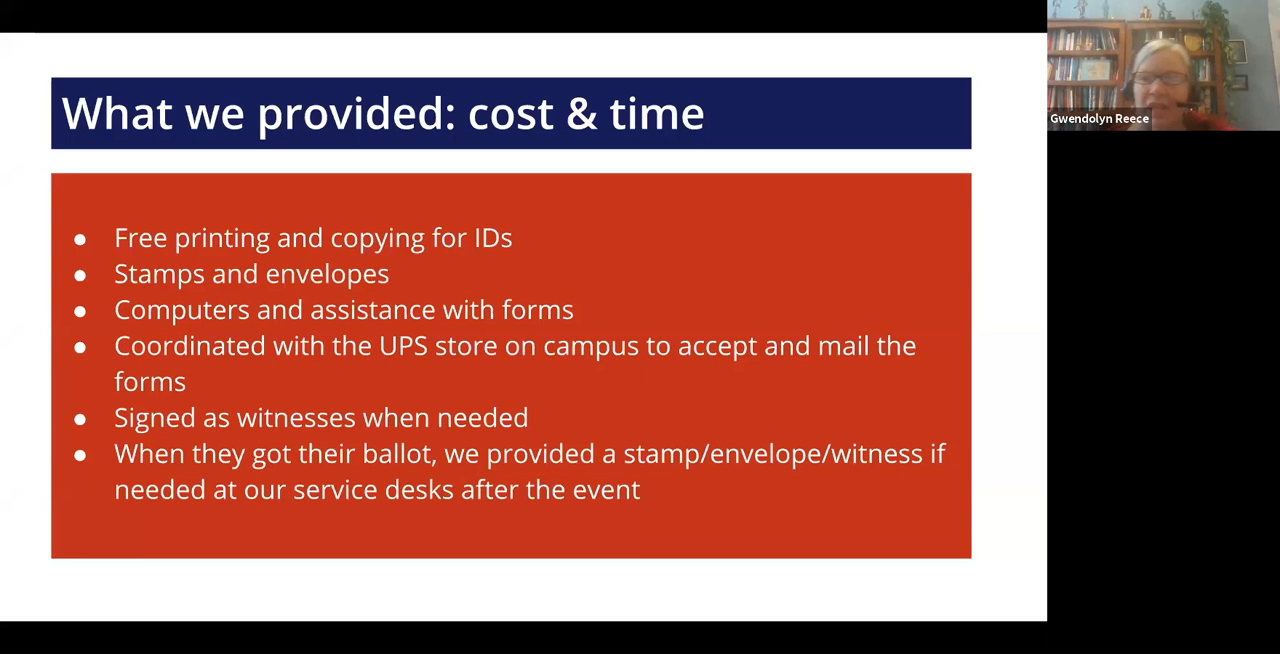 What we provided: cost & time
● Free printing and copying for IDs
● Stamps and envelopes
● Computers and assistance with forms
● Coordinated with the UPS store on campus to accept and mail the
forms
● Signed as witnesses when needed
● When they got their ballot, we provided a stamp/envelope/witness if
needed at our service desks after the event
Gwendolyn Reece